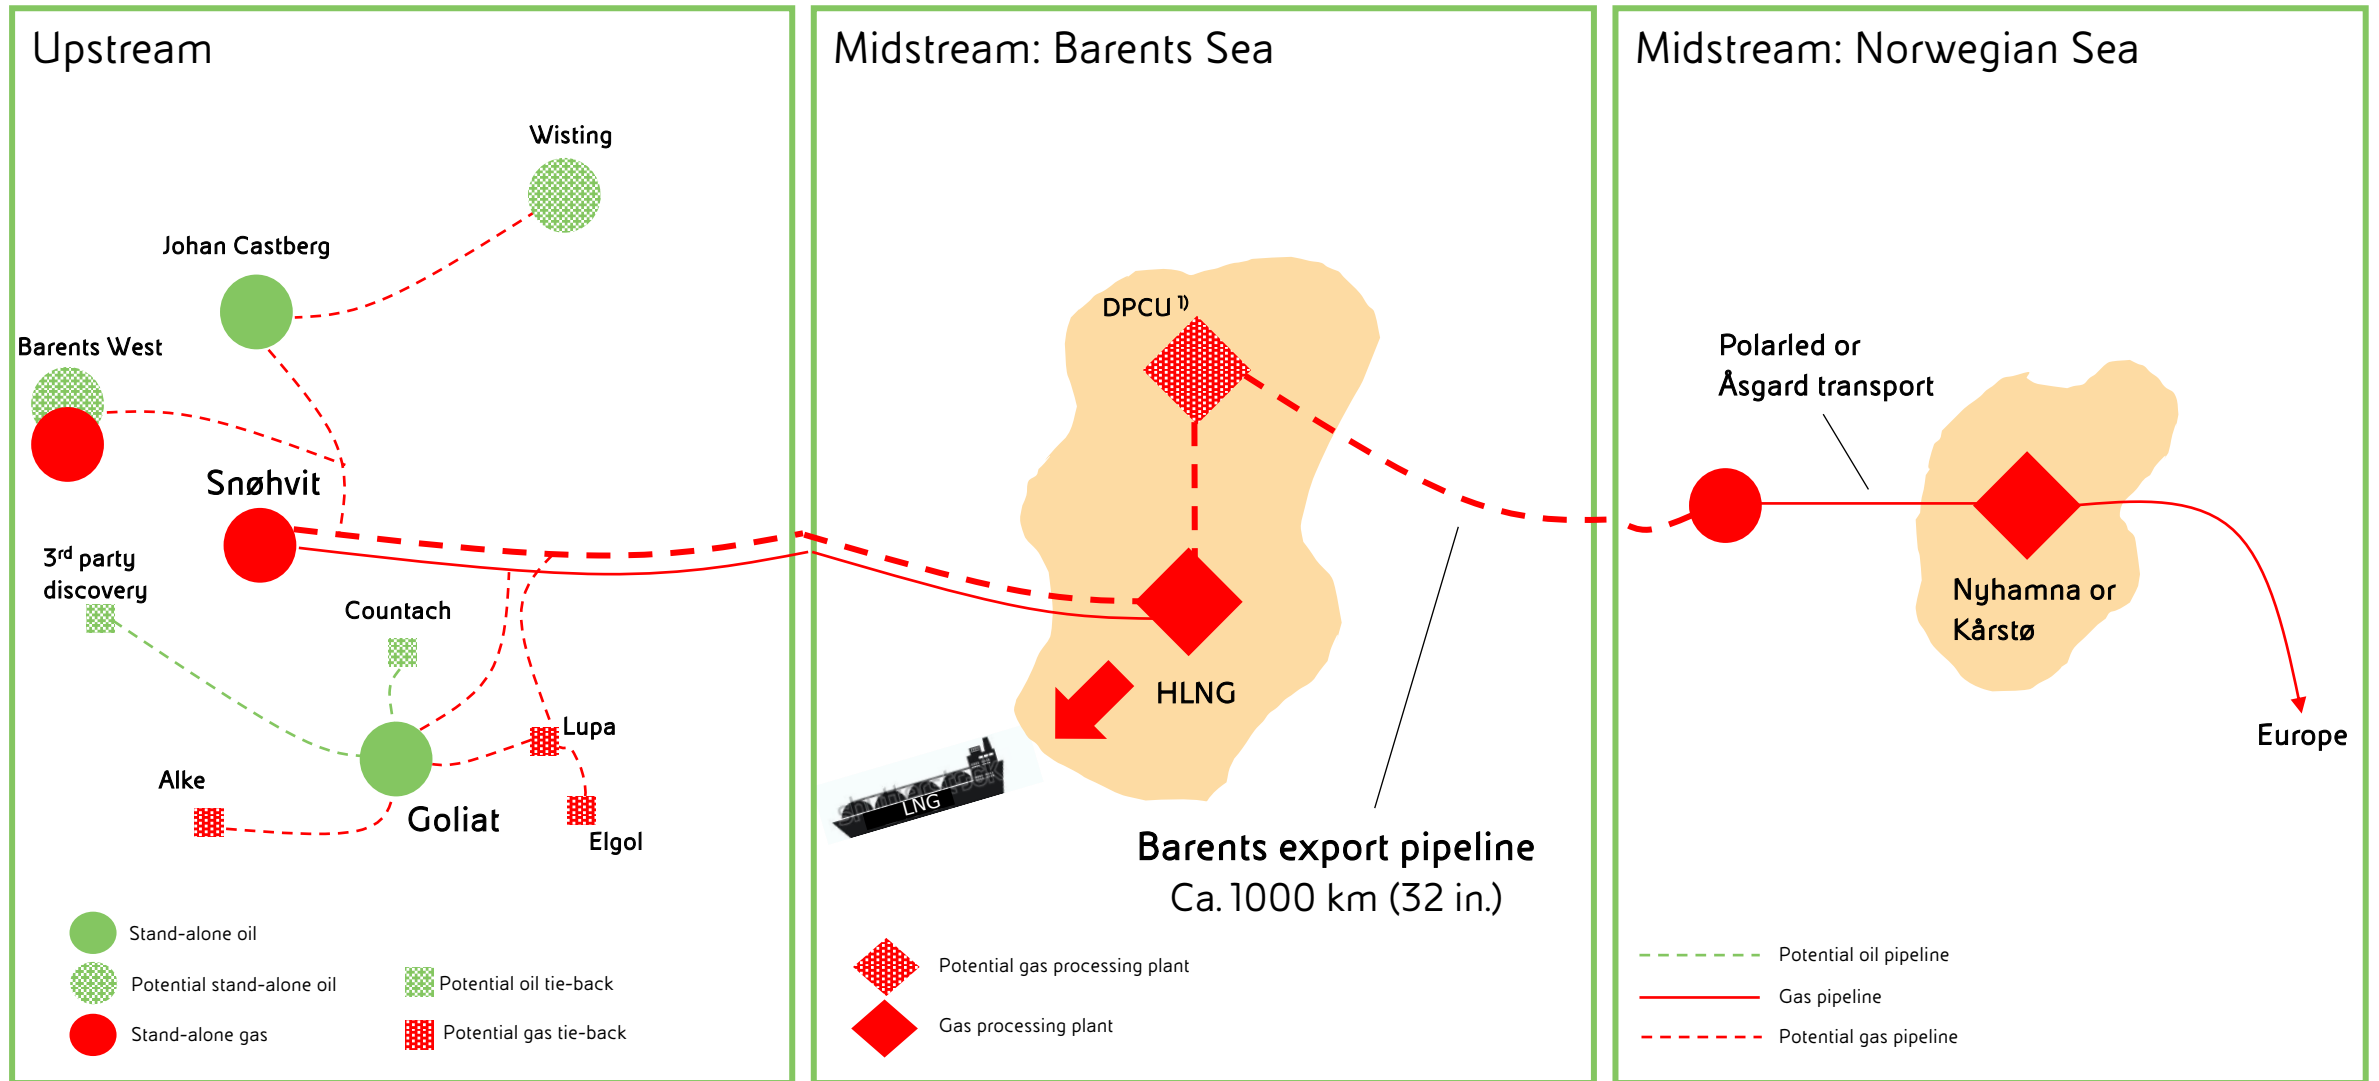 Upstream
Wisting
Johan Castberg
Barents West
Snøhvit
3rd party
discovery
Countach
Lupa
Alke
Goliat
Elgol
Stand-alone oil
Potential stand-alone oil
Stand-alone gas
Potential oil tie-back
Potential gas tie-back
Midstream: Barents Sea
DPCU 1)
HLNG
LNG
Barents export pipeline
Ca. 1000 km (32 in.)
Potential gas processing plant
Gas processing plant
Midstream: Norwegian Sea
Polarled or
Åsgard transport
Nyhamna or
Kårstø
Europe
Potential oil pipeline
Gas pipeline
Potential gas pipeline